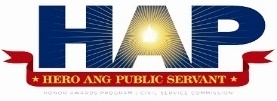 HAP
★ HERO ANG PUBLIC SERVANT ★
HONOR AWARDS PROGRAM | CIVIL SERVICE COMMISSION